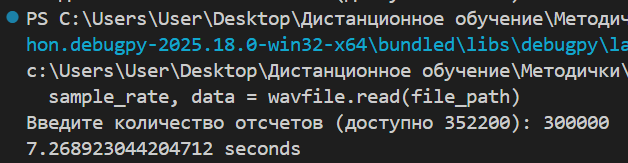 PS C:\Users\User\Desktop\Дистанционное обучение\Методич
hon.debugpy-2025.18.0-win32-x64\bundled\libs\debugpy\la
c:\Users\User\Desktop\Дистанционное обучение\Методички\
sample_rate, data = wavfile.read(file_path)
Введите количество отсчетов (доступно 352200): 300000
7.268923044204712 seconds